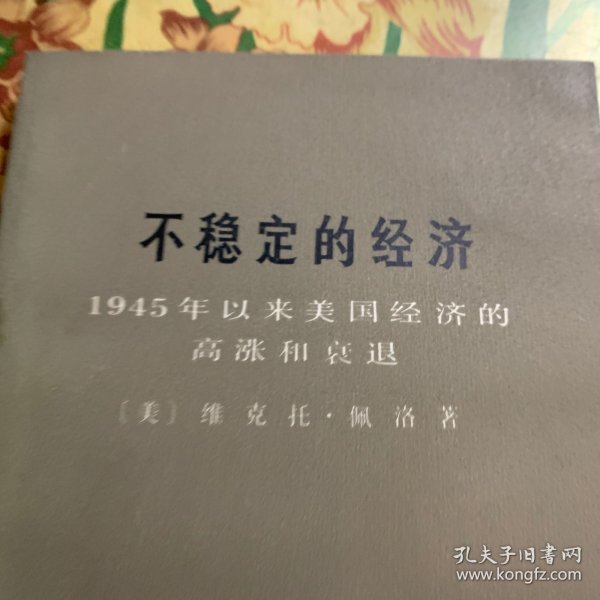 不稳定的经济
1945年以来美国经济的
高涨和衰退
〔美〕维克托·佩洛著
孔夫子旧书网
www.kongfz.com